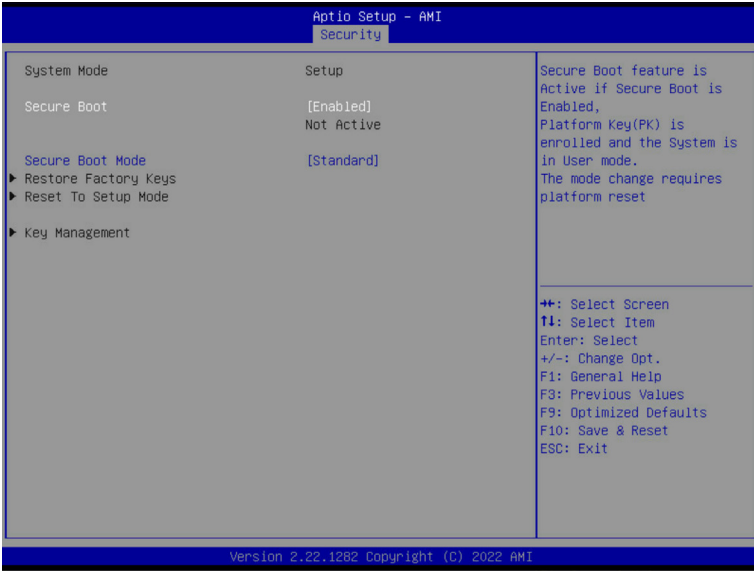 Aptio Setup – AMI
Security
System Mode Setup
Secure Boot [Enabled]
Not Active
Secure Boot Mode [Standard]
▶ Restore Factory Keys
▶ Reset To Setup Mode
▶ Key Management
Secure Boot feature is
Active if Secure Boot is
Enabled,
Platform Key(PK) is
enrolled and the System is
in User mode.
The mode change requires
platform reset
→←: Select Screen
↑↓: Select Item
Enter: Select
+/-: Change Opt.
F1: General Help
F3: Previous Values
F9: Optimized Defaults
F10: Save & Reset
ESC: Exit
Version 2.22.1282 Copyright (C) 2022 AMI